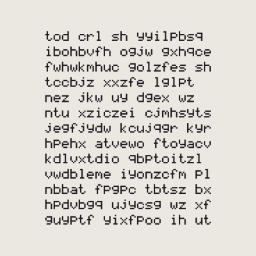 tod crl sh yyilpbsq
ibohbvfh ogjw gxhqce
fwhwkmhuc golzfes sh
tccbjz xxzfe lglpt
nez jkw uy dgex wz
ntu xziczei cjmhsyts
jegfjydw kcujqgr kyr
hpehx atvewo ftoyacv
kdlvxtdio qbptoitzl
vwdbleme iyonzcfm pl
nbbat fpgpc tbtsz bx
hpdvbgq ujycsg wz xf
guyptf yixfpoo ih ut